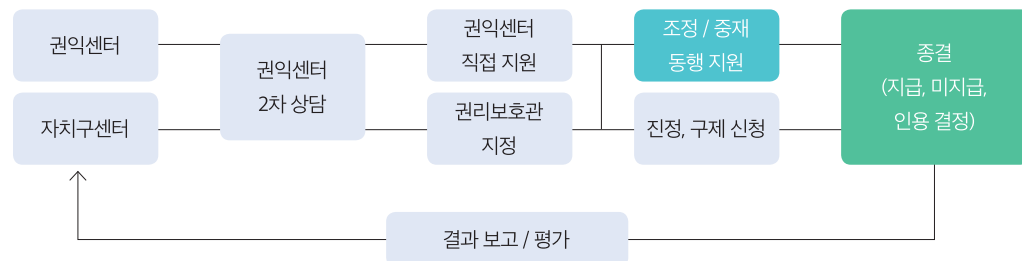 권익센터
자치구센터
권익센터
2차 상담
권익센터
직접 지원
권리보호관
지정
조정 / 중재
동행 지원
진정, 구제 신청
종결
(지급, 미지급,
인용 결정)
결과 보고 / 평가